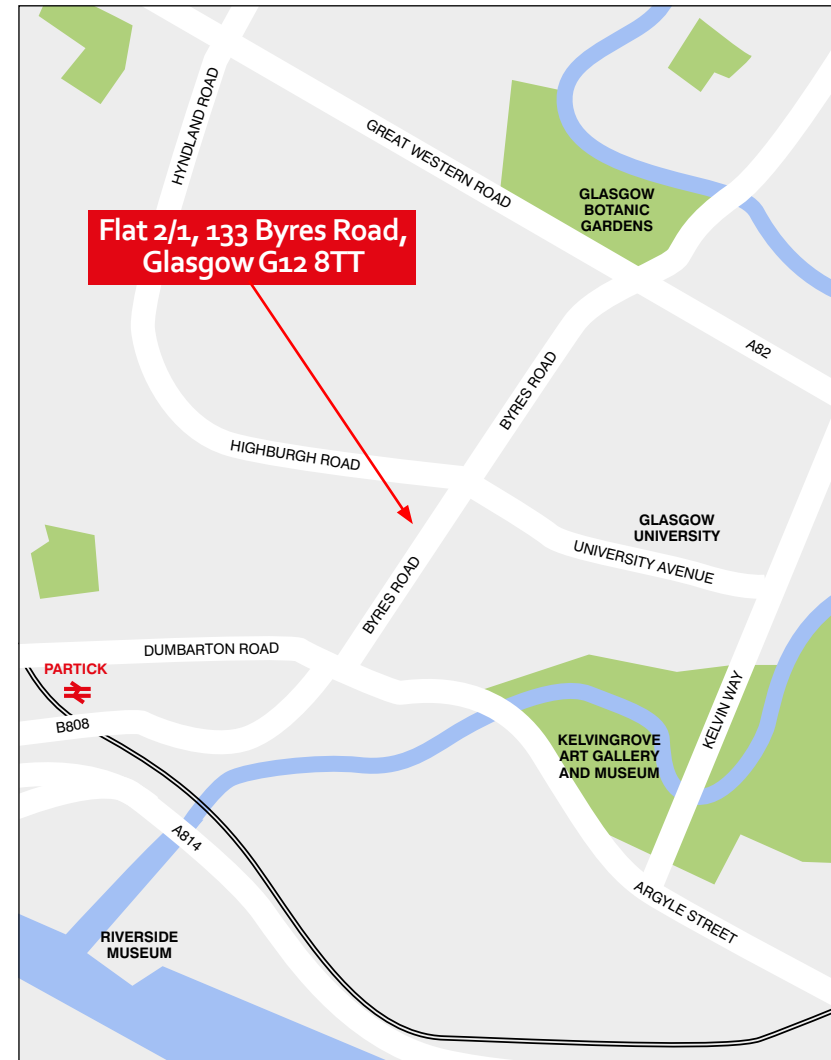 HYNDLAND ROAD
GREAT WESTERN ROAD
GLASGOW
BOTANIC
GARDENS
Flat 2/1, 133 Byres Road,
Glasgow G12 8TT
A82
BYRES ROAD
HIGHBURGH ROAD
GLASGOW
UNIVERSITY
UNIVERSITY AVENUE
BYRES ROAD
DUMBARTON ROAD
PARTICK
B808
KELVIN WAY
KELVINGROVE
ART GALLERY
AND MUSEUM
A814
ARGYLE STREET
RIVERSIDE
MUSEUM